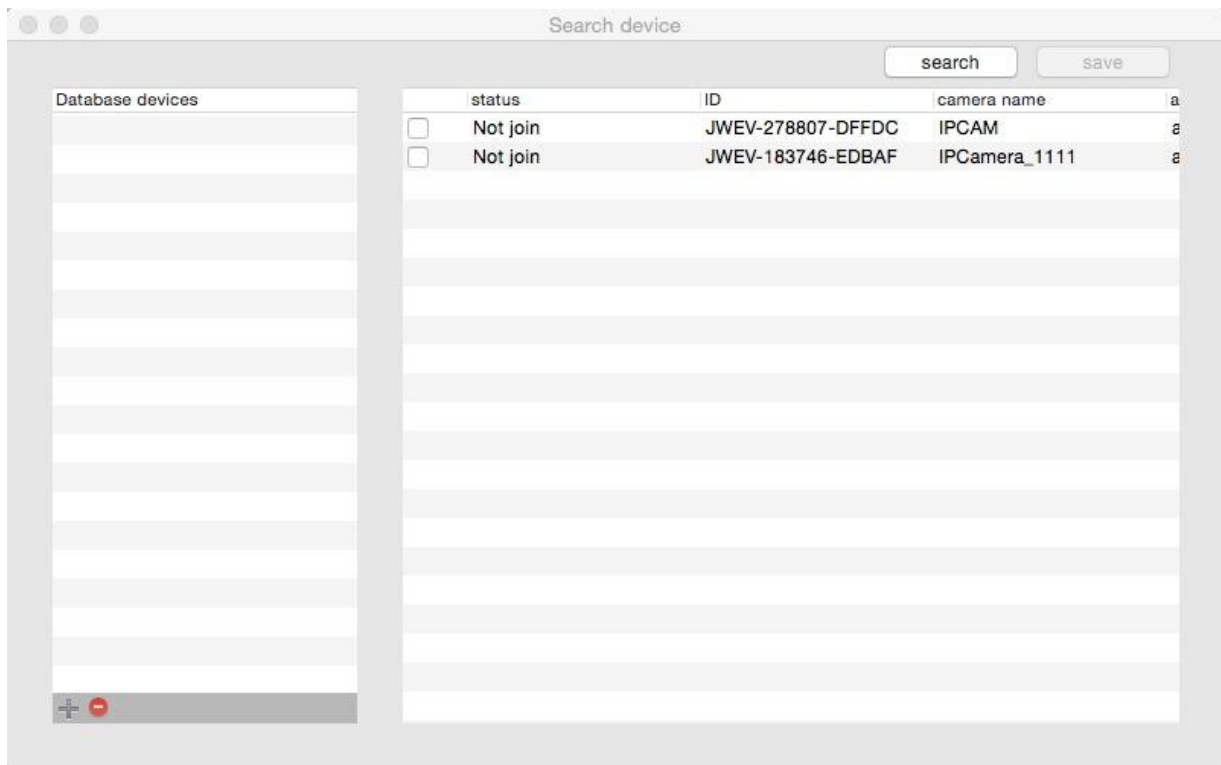 Search device
search save
Database devices status ID camera name a
Not join JWEV-278807-DFFDC IPCAM a
Not join JWEV-183746-EDBAF IPCamera_1111 a